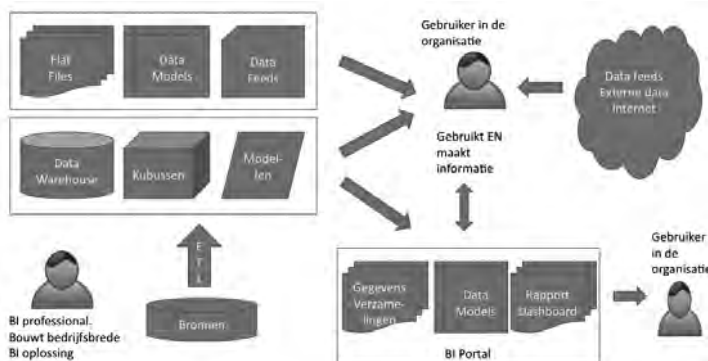 Flat
Files
Data
Models
Data
Feeds
Gebruiker in de
organisatie
Data feeds
Externe data
Internet
Data
Warehouse
Kubussen
Model-
len
Gebruikt EN
maakt
informatie
E
T
L
BI professional.
Bouwt bedrijfsbrede
BI oplossing
Bronnen
Gegevens
Verzame-
lingen
Data
Models
Rapport
Dashboard
BI Portal
Gebruiker
in de
organisatie